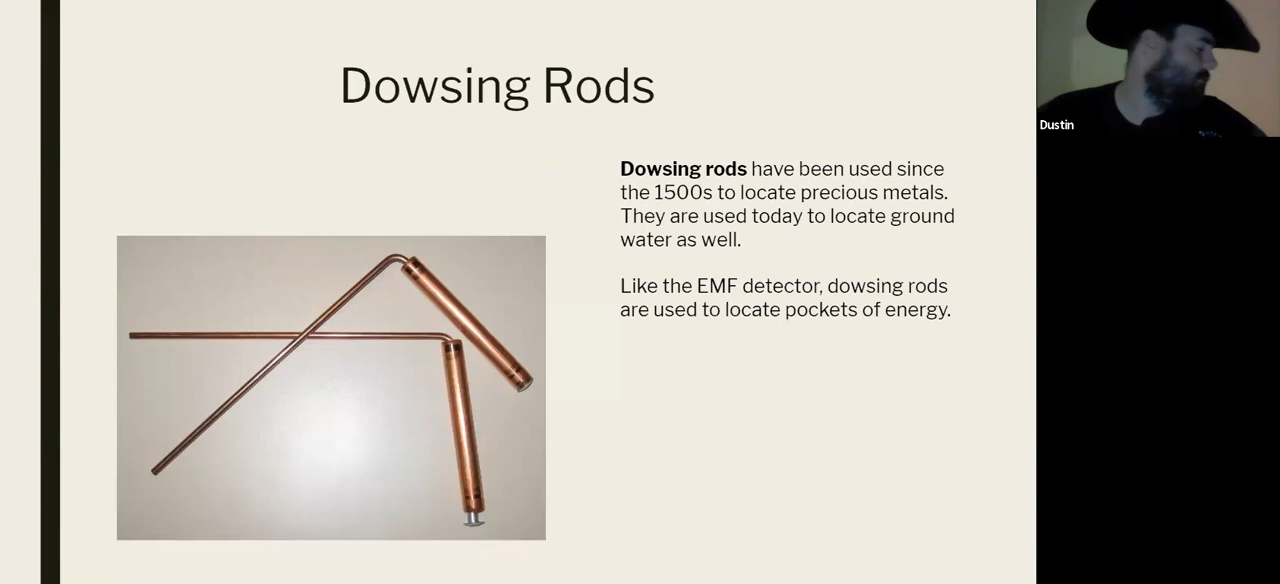 Dowsing Rods
Dowsing rods have been used since
the 1500s to locate precious metals.
They are used today to locate ground
water as well.
Like the EMF detector, dowsing rods
are used to locate pockets of energy.
Dustin